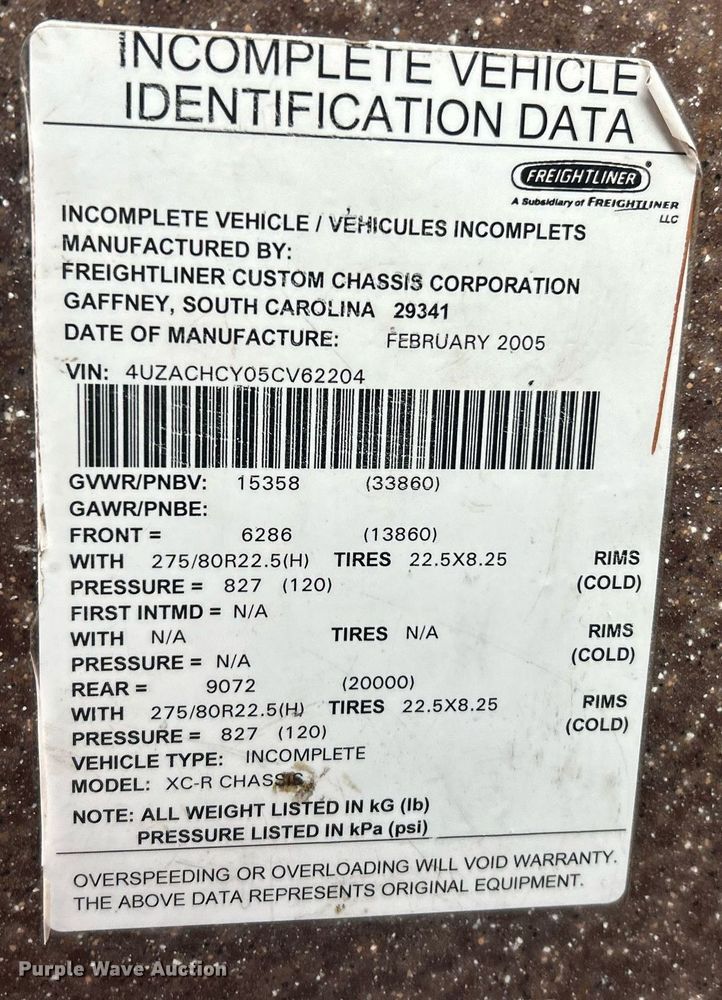 INCOMPLETE VEHICLE
IDENTIFICATION DATA
FREIGHTLINER
A Subsidiary of FREIGHTLINER
LLC
INCOMPLETE VEHICLE / VÉHICULES INCOMPLETS
MANUFACTURED BY:
FREIGHTLINER CUSTOM CHASSIS CORPORATION
GAFFNEY, SOUTH CAROLINA 29341
DATE OF MANUFACTURE: FEBRUARY 2005
VIN: 4UZACHCY05CV62204
GVWR/PNBV: 15358 (33860)
GAWR/PNBE:
FRONT = 6286 (13860)
WITH 275/80R22.5(H) TIRES 22.5X8.25 RIMS
PRESSURE = 827 (120) (COLD)
FIRST INTMD = N/A
WITH N/A TIRES N/A RIMS
PRESSURE = N/A (COLD)
REAR = 9072 (20000)
WITH 275/80R22.5(H) TIRES 22.5X8.25 RIMS
PRESSURE = 827 (120) (COLD)
VEHICLE TYPE: INCOMPLETE
MODEL: XC-R CHASSIS
NOTE: ALL WEIGHT LISTED IN kG (lb)
PRESSURE LISTED IN kPa (psi)
OVERSPEEDING OR OVERLOADING WILL VOID WARRANTY.
THE ABOVE DATA REPRESENTS ORIGINAL EQUIPMENT.
Purple Wave Auction